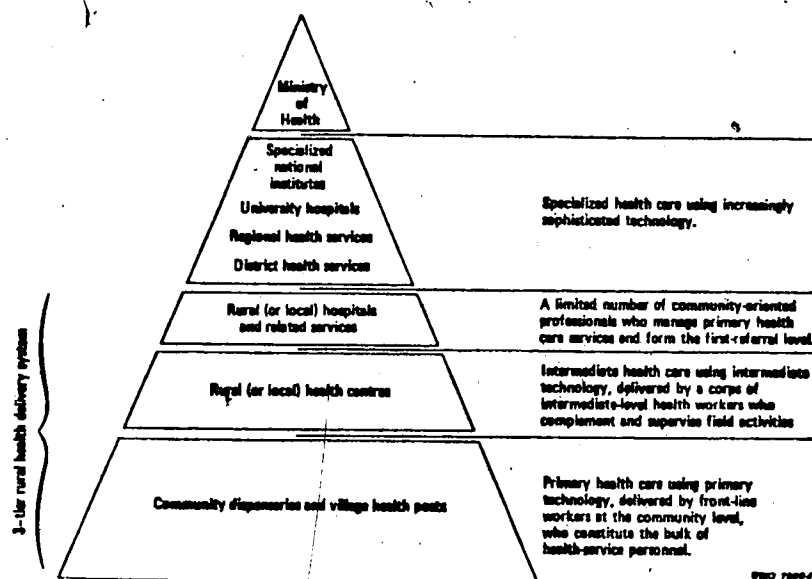 Ministry
of
Health
Specialized
national
institutes
University hospitals
Regional health services
District health services
Specialized health care using increasingly
sophisticated technology.
Rural (or local) hospitals
and related services
A limited number of community-oriented
professionals who manage primary health
care services and form the first-referral level.
Rural (or local) health centres
Intermediate health care using intermediate
technology, delivered by a corps of
intermediate-level health workers who
complement and supervise field activities
Community dispensaries and village health posts
Primary health care using primary
technology, delivered by front-line
workers at the community level,
who constitute the bulk of
health-service personnel.
3-tier rural health delivery system